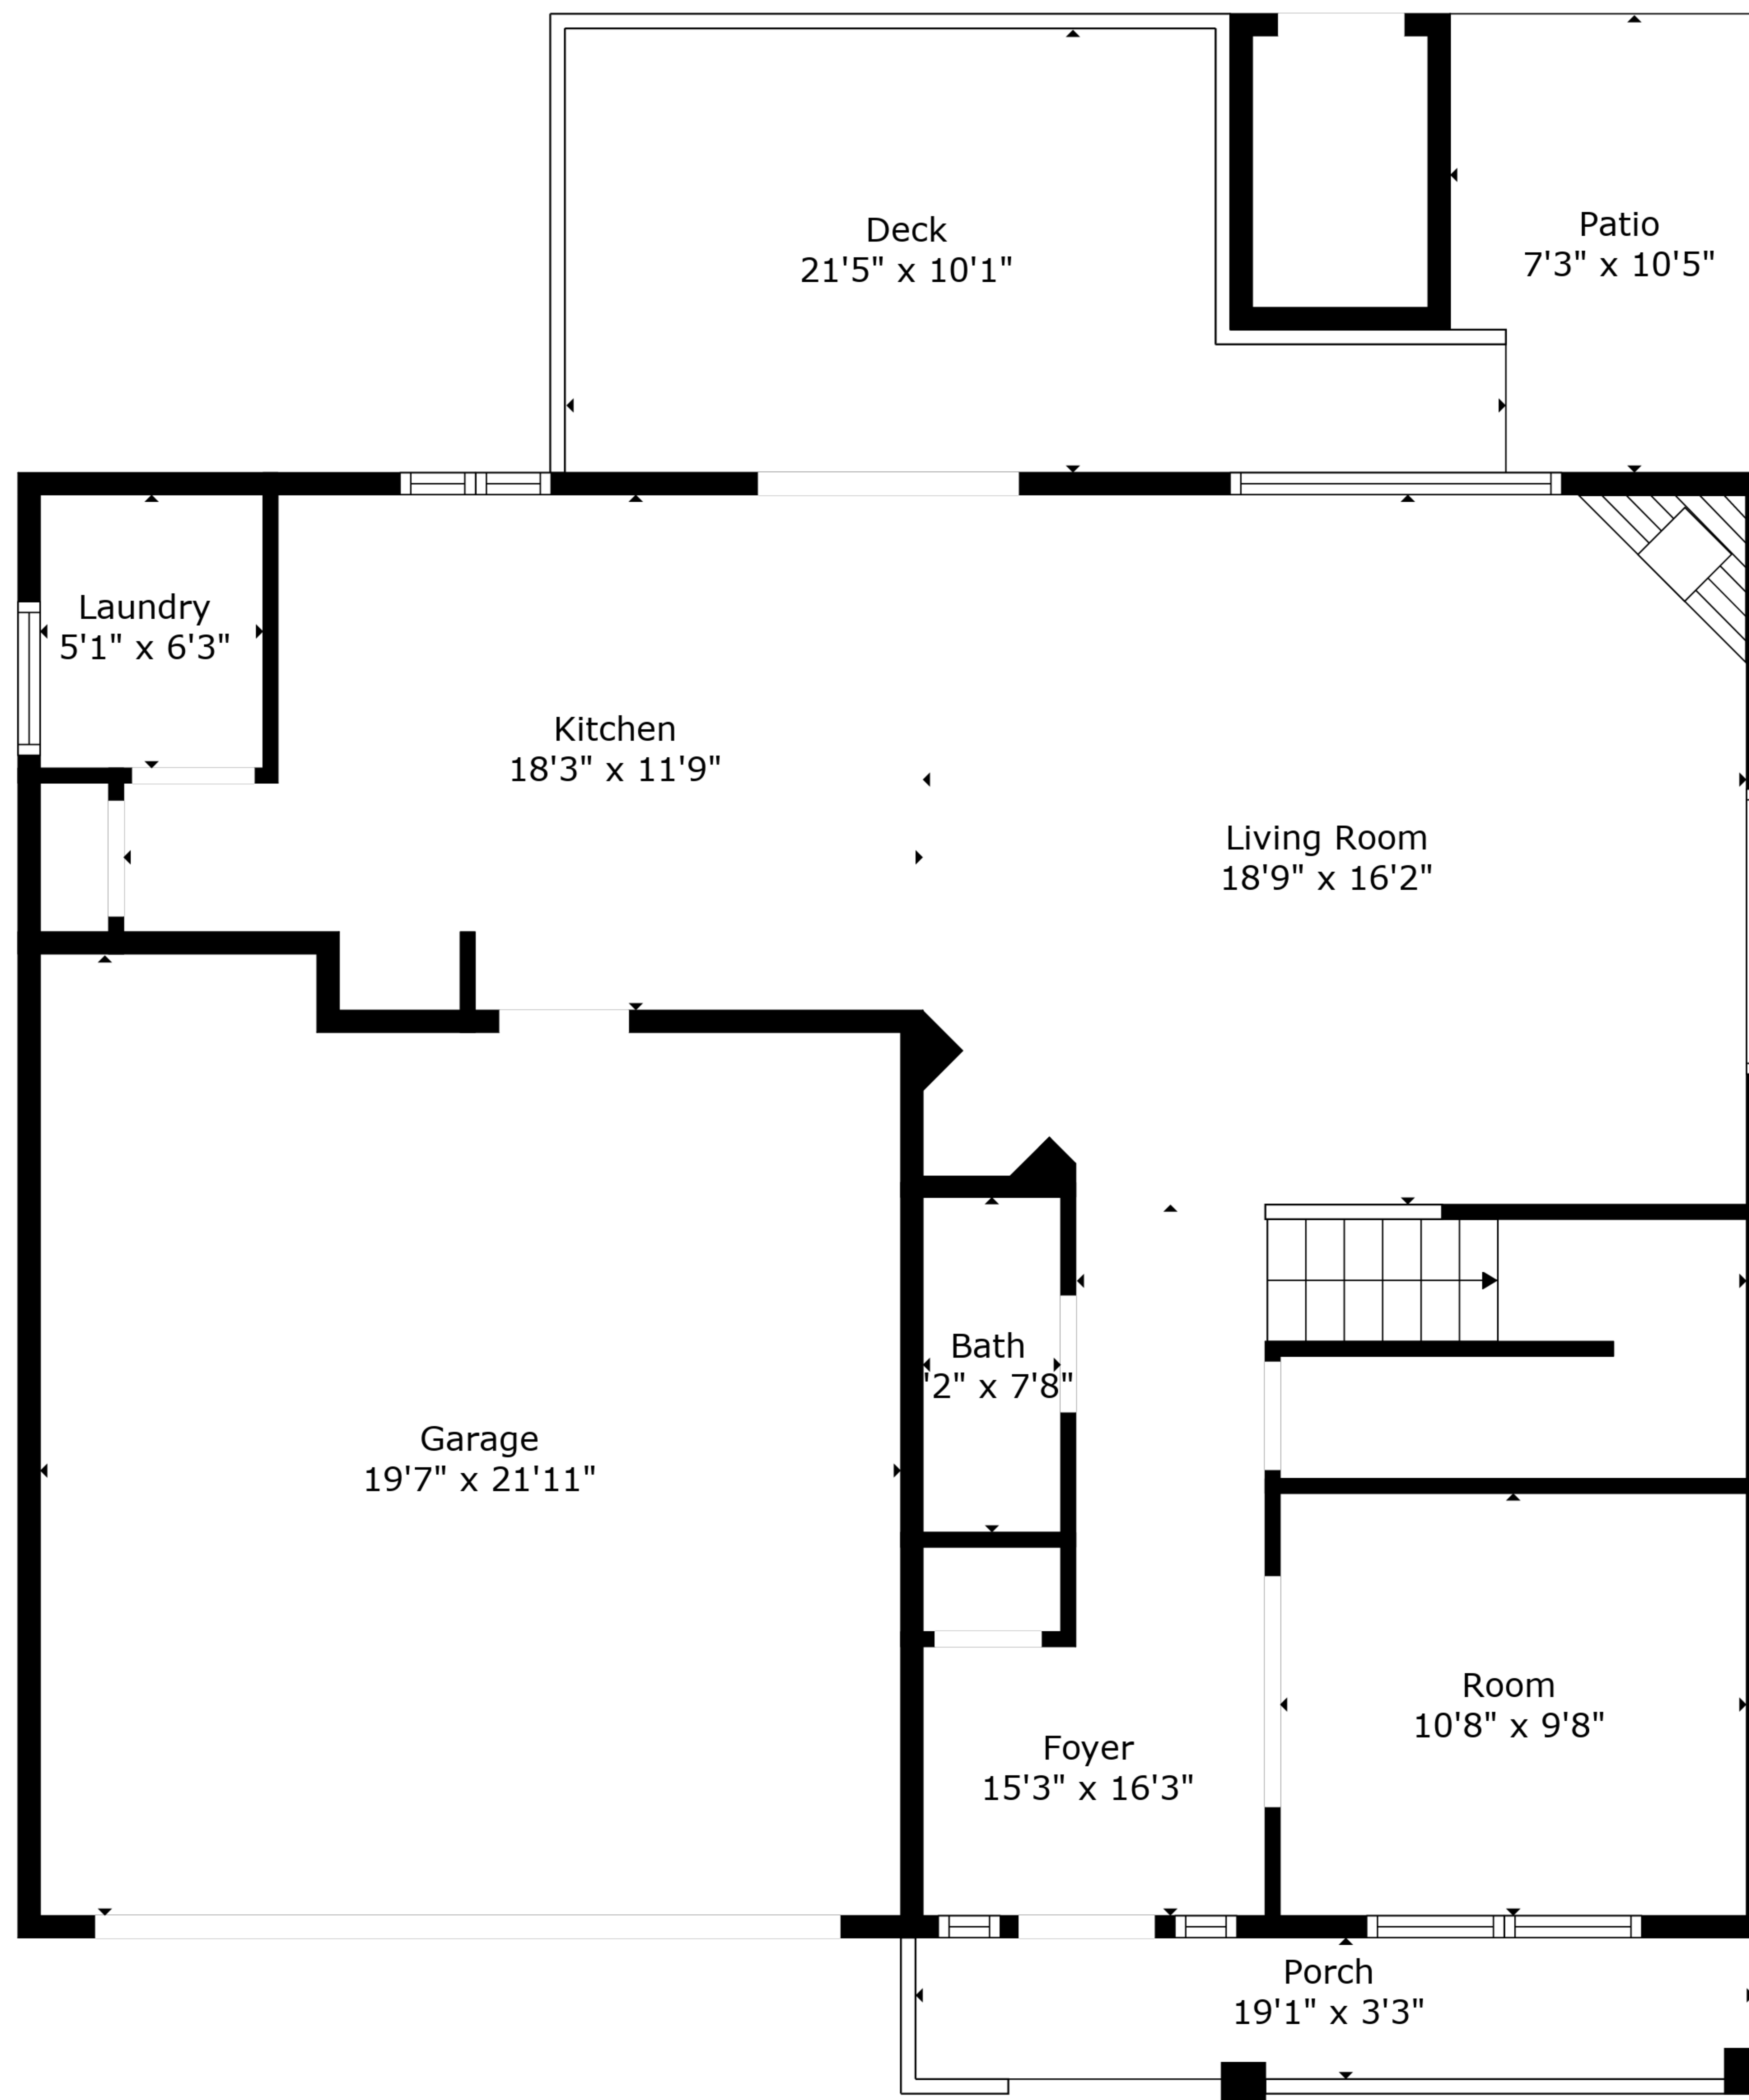 Deck
21'5" x 10'1"
Patio
7'3" x 10'5"
Laundry
5'1" x 6'3"
Kitchen
18'3" x 11'9"
Living Room
18'9" x 16'2"
Bath
'2" x 7'8"
Garage
19'7" x 21'11"
Room
10'8" x 9'8"
Foyer
15'3" x 16'3"
Porch
19'1" x 3'3"